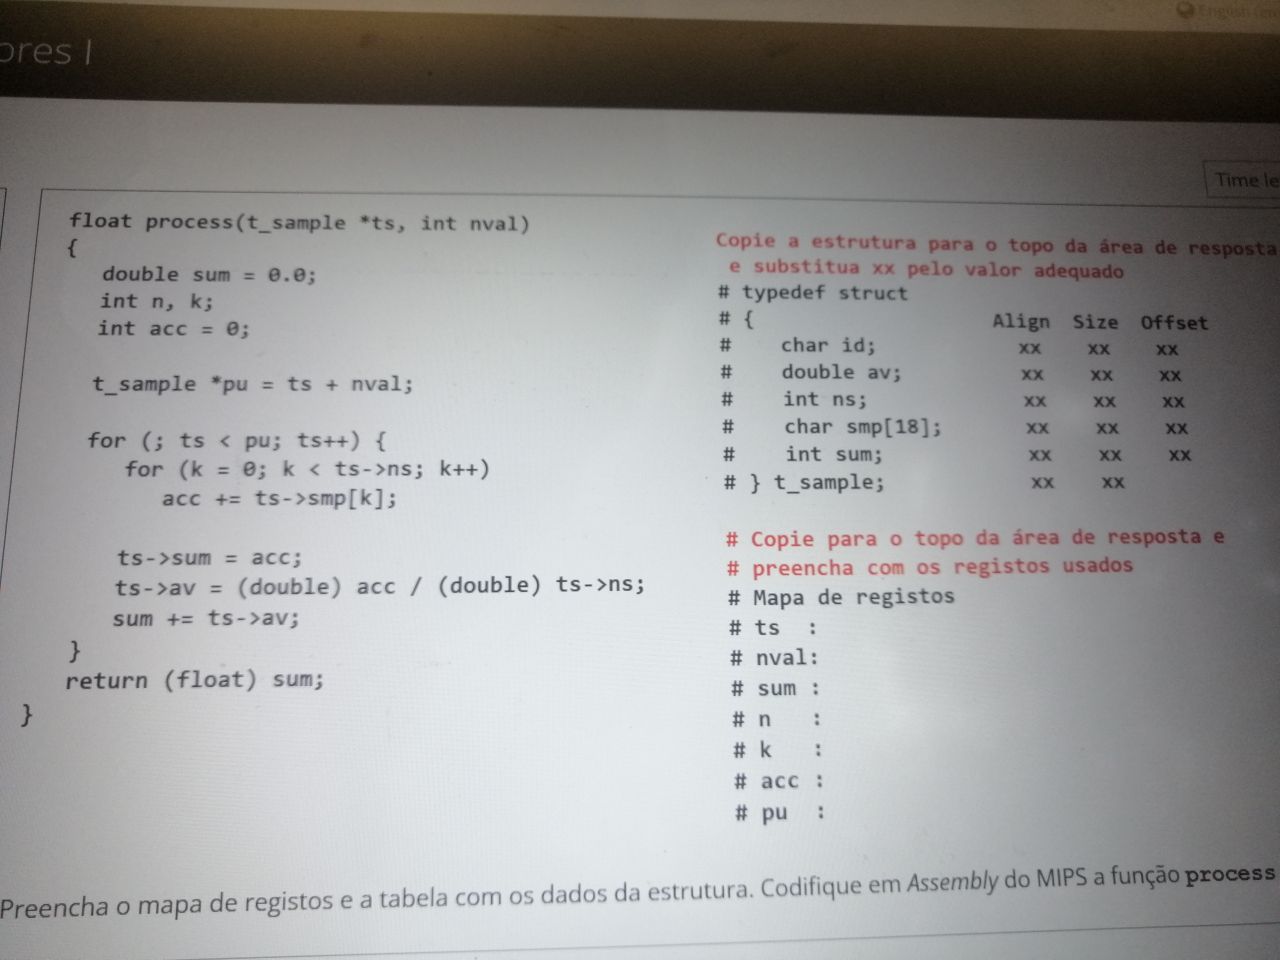 ores I
Time le
float process(t_sample *ts, int nval)
{
double sum = 0.0;
int n, k;
int acc = 0;
t_sample *pu = ts + nval;
for (; ts < pu; ts++) {
for (k = 0; k < ts->ns; k++)
acc += ts->smp[k];
ts->sum = acc;
ts->av = (double) acc / (double) ts->ns;
sum += ts->av;
}
return (float) sum;
}
Copie a estrutura para o topo da área de resposta
e substitua xx pelo valor adequado
# typedef struct
# { Align Size Offset
# char id; xx xx xx
# double av; xx xx xx
# int ns; xx xx xx
# char smp[18]; xx xx xx
# int sum; xx xx xx
# } t_sample; xx xx
# Copie para o topo da área de resposta e
# preencha com os registos usados
# Mapa de registos
# ts :
# nval:
# sum :
# n :
# k :
# acc :
# pu :
Preencha o mapa de registos e a tabela com os dados da estrutura. Codifique em Assembly do MIPS a função process